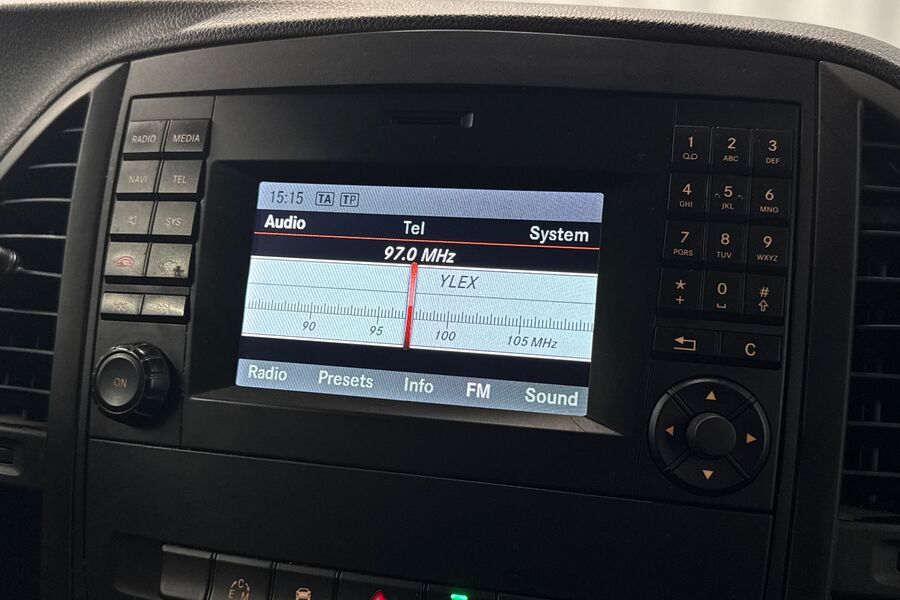 RADIO MEDIA
NAVI TEL
SYS
ON
15:15 TA TP
Audio Tel System
97.0 MHz
YLEX
90 95 100 105 MHz
Radio Presets Info FM Sound
1 2 ABC 3 DEF
4 GHI 5 JKL 6 MNO
7 PQRS 8 TUV 9 WXYZ
* + 0 #
C
C E M